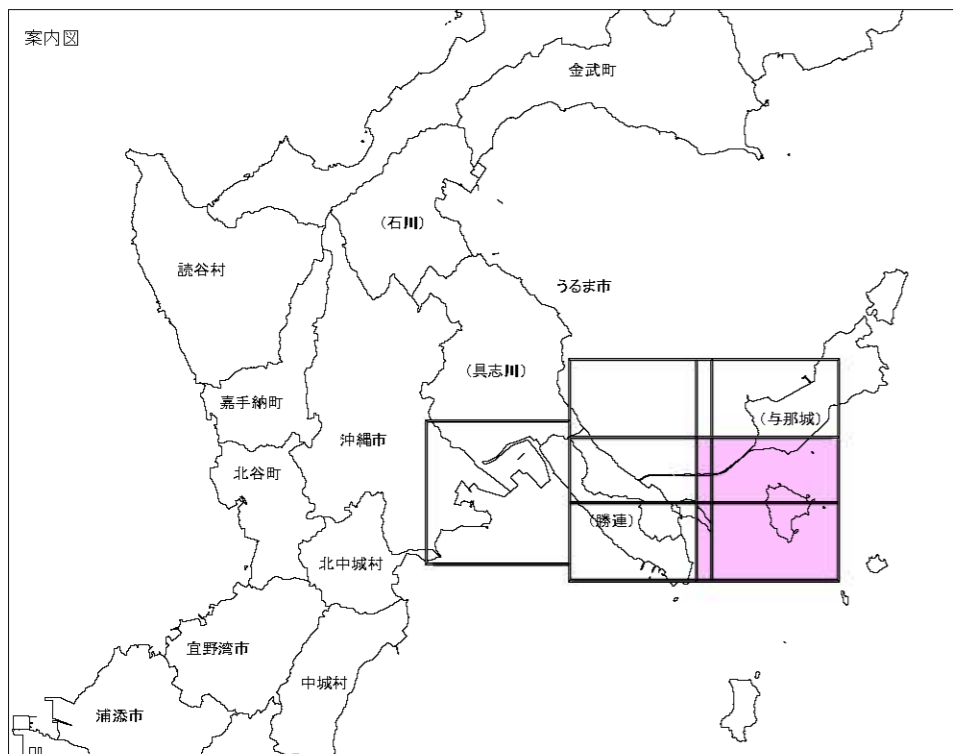 案内図
金武町
(石川)
読谷村
うるま市
(具志川)
嘉手納町
(与那城)
沖縄市
北谷町
(勝連)
北中城村
宜野湾市
中城村
浦添市